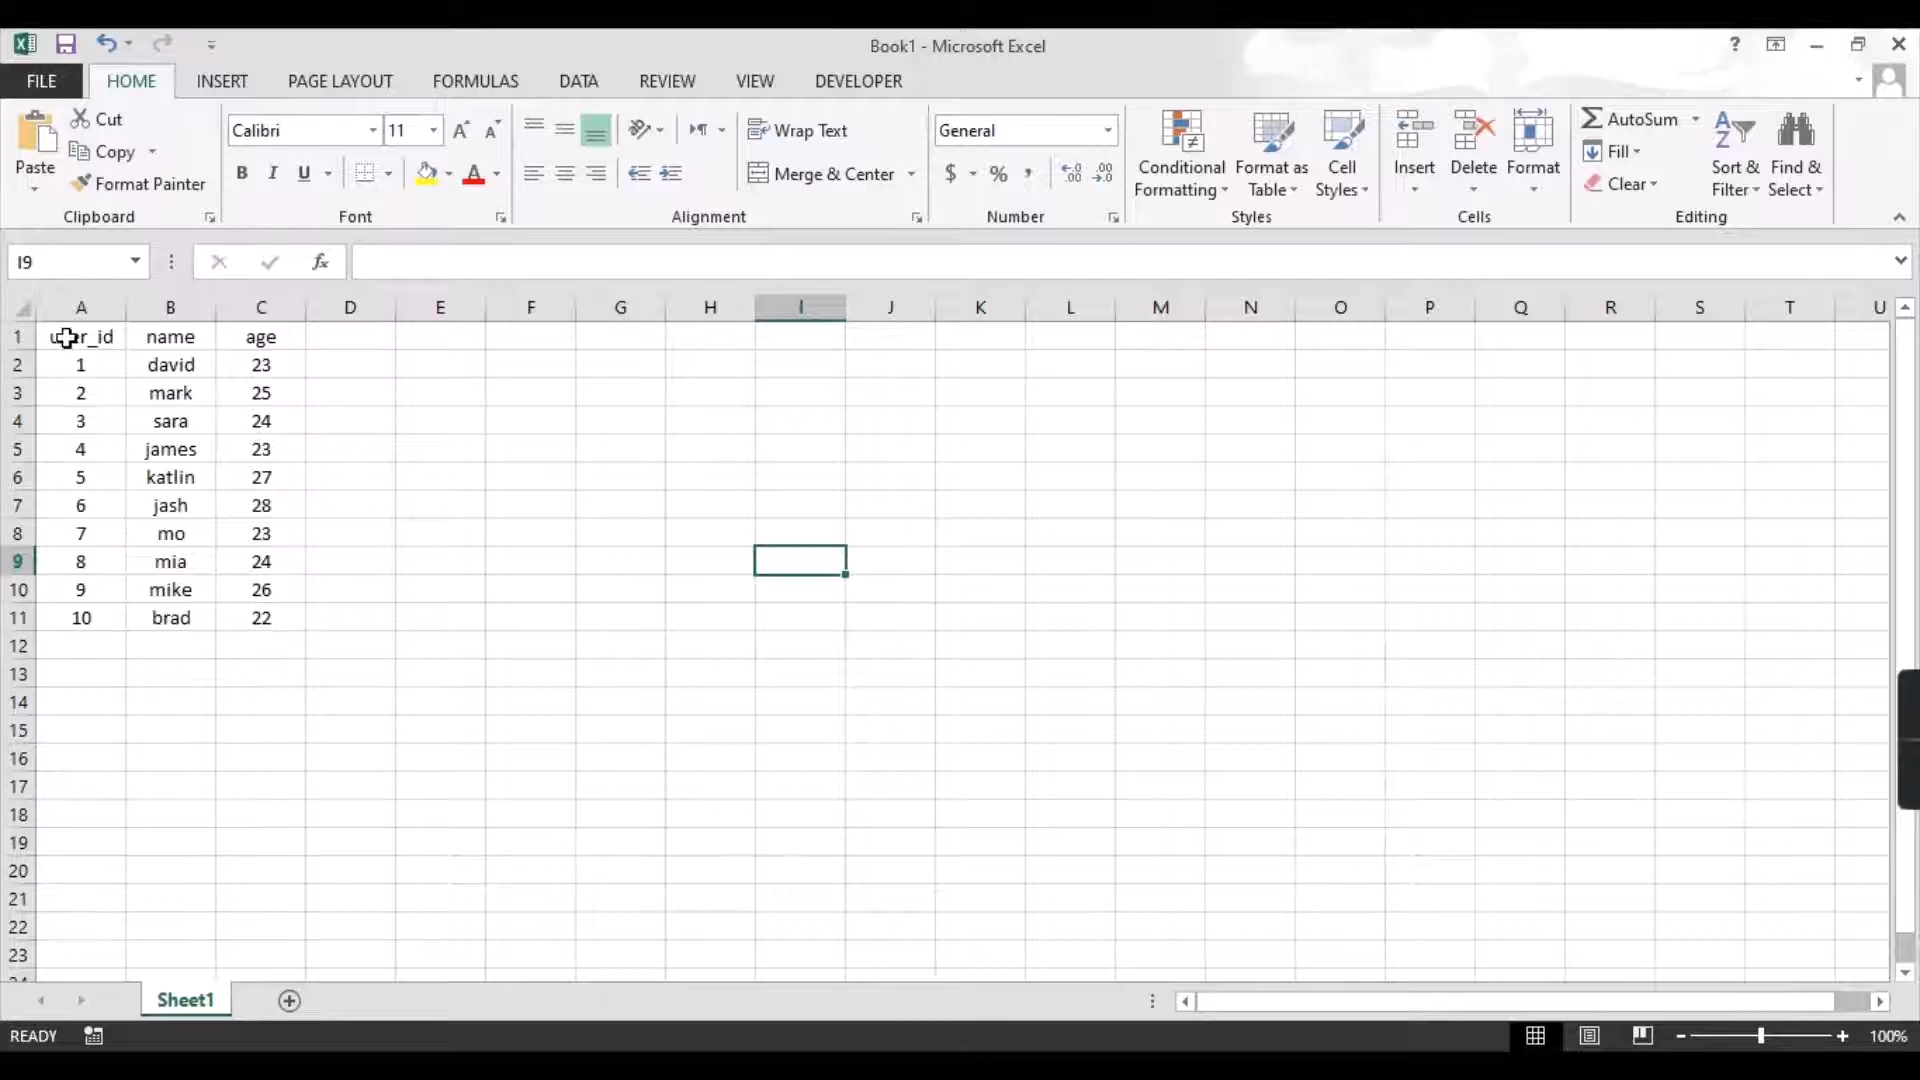 Book1 - Microsoft Excel
FILE HOME INSERT PAGE LAYOUT FORMULAS DATA REVIEW VIEW DEVELOPER
Paste
Cut
Copy
Format Painter
Clipboard
Calibri 11
B I U
Font
Wrap Text
Merge & Center
Alignment
General
$ % ,
Number
Conditional Formatting
Format as Table
Cell Styles
Styles
Insert Delete Format
Cells
AutoSum
Fill
Clear
Sort & Filter
Find & Select
Editing
I9
fx
A B C D E F G H I J K L M N O P Q R S T U
1 name age
2 1 david 23
3 2 mark 25
4 3 sara 24
5 4 james 23
6 5 katlin 27
7 6 jash 28
8 7 mo 23
9 8 mia 24
10 9 mike 26
11 10 brad 22
12
13
14
15
16
17
18
19
20
21
22
23
Sheet1
READY
100%